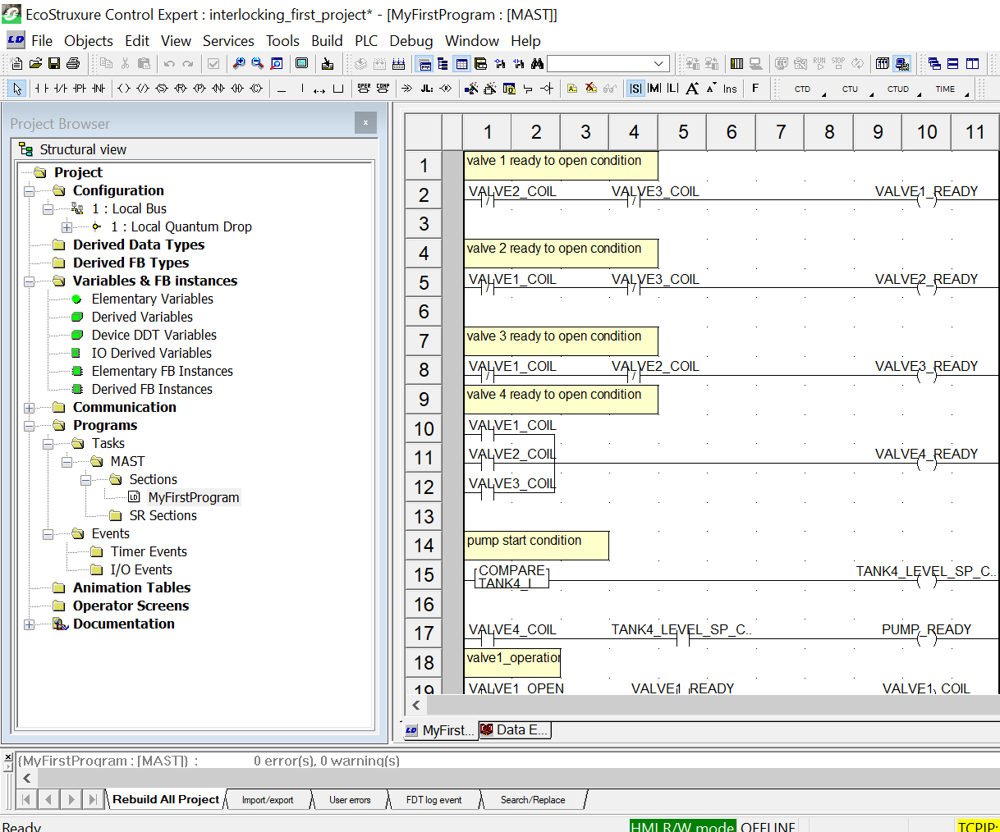 EcoStruxure Control Expert : interlocking_first_project* - [MyFirstProgram : [MAST]]
File Objects Edit View Services Tools Build PLC Debug Window Help
RUN STOP
OPER COMP JL: |S| |M| |L| A A Ins F CTD CTU CTUD TIME
Project Browser
Structural view
Project
Configuration
1 : Local Bus
1 : Local Quantum Drop
Derived Data Types
Derived FB Types
Variables & FB instances
Elementary Variables
Derived Variables
Device DDT Variables
IO Derived Variables
Elementary FB Instances
Derived FB Instances
Communication
Programs
Tasks
MAST
Sections
MyFirstProgram
SR Sections
Events
Timer Events
I/O Events
Animation Tables
Operator Screens
Documentation
1 2 3 4 5 6 7 8 9 10 11
1 valve 1 ready to open condition
2 VALVE2_COIL VALVE3_COIL VALVE1_READY
3
4 valve 2 ready to open condition
5 VALVE1_COIL VALVE3_COIL VALVE2_READY
6
7 valve 3 ready to open condition
8 VALVE1_COIL VALVE2_COIL VALVE3_READY
9 valve 4 ready to open condition
10 VALVE1_COIL
11 VALVE2_COIL VALVE4_READY
12 VALVE3_COIL
13
14 pump start condition
15 COMPARE TANK4_LEVEL_SP_C..
TANK4_L
16
17 VALVE4_COIL TANK4_LEVEL_SP_C.. PUMP_READY
18 valve1_operation
19 VALVE1_OPEN VALVE1_READY VALVE1_COIL
MyFirst... Data E...
{MyFirstProgram : [MAST]} : 0 error(s), 0 warning(s)
Rebuild All Project Import/export User errors FDT log event Search/Replace
Ready HMI R/W mode OFFLINE TCPIP: